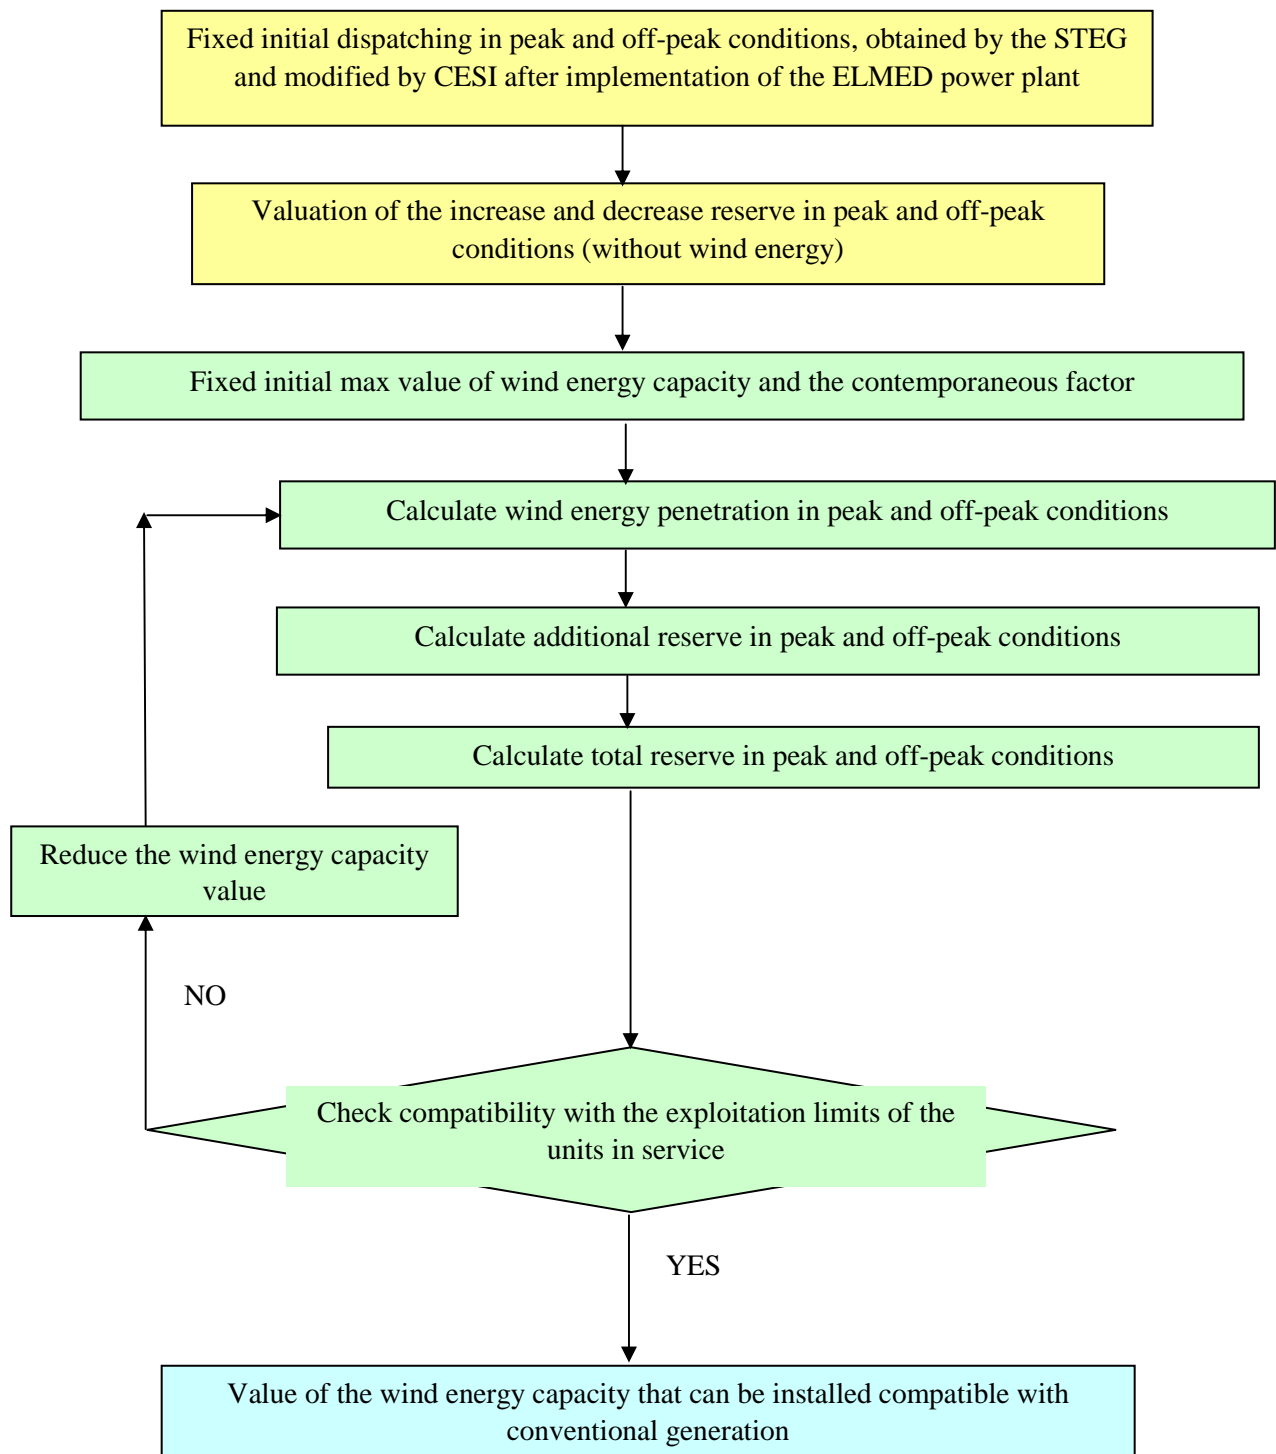 Fixed initial dispatching in peak and off-peak conditions, obtained by the STEG
and modified by CESI after implementation of the ELMED power plant
Valuation of the increase and decrease reserve in peak and off-peak
conditions (without wind energy)
Fixed initial max value of wind energy capacity and the contemporaneous factor
Calculate wind energy penetration in peak and off-peak conditions
Calculate additional reserve in peak and off-peak conditions
Calculate total reserve in peak and off-peak conditions
Reduce the wind energy capacity
value
NO
Check compatibility with the exploitation limits of the
units in service
YES
Value of the wind energy capacity that can be installed compatible with
conventional generation